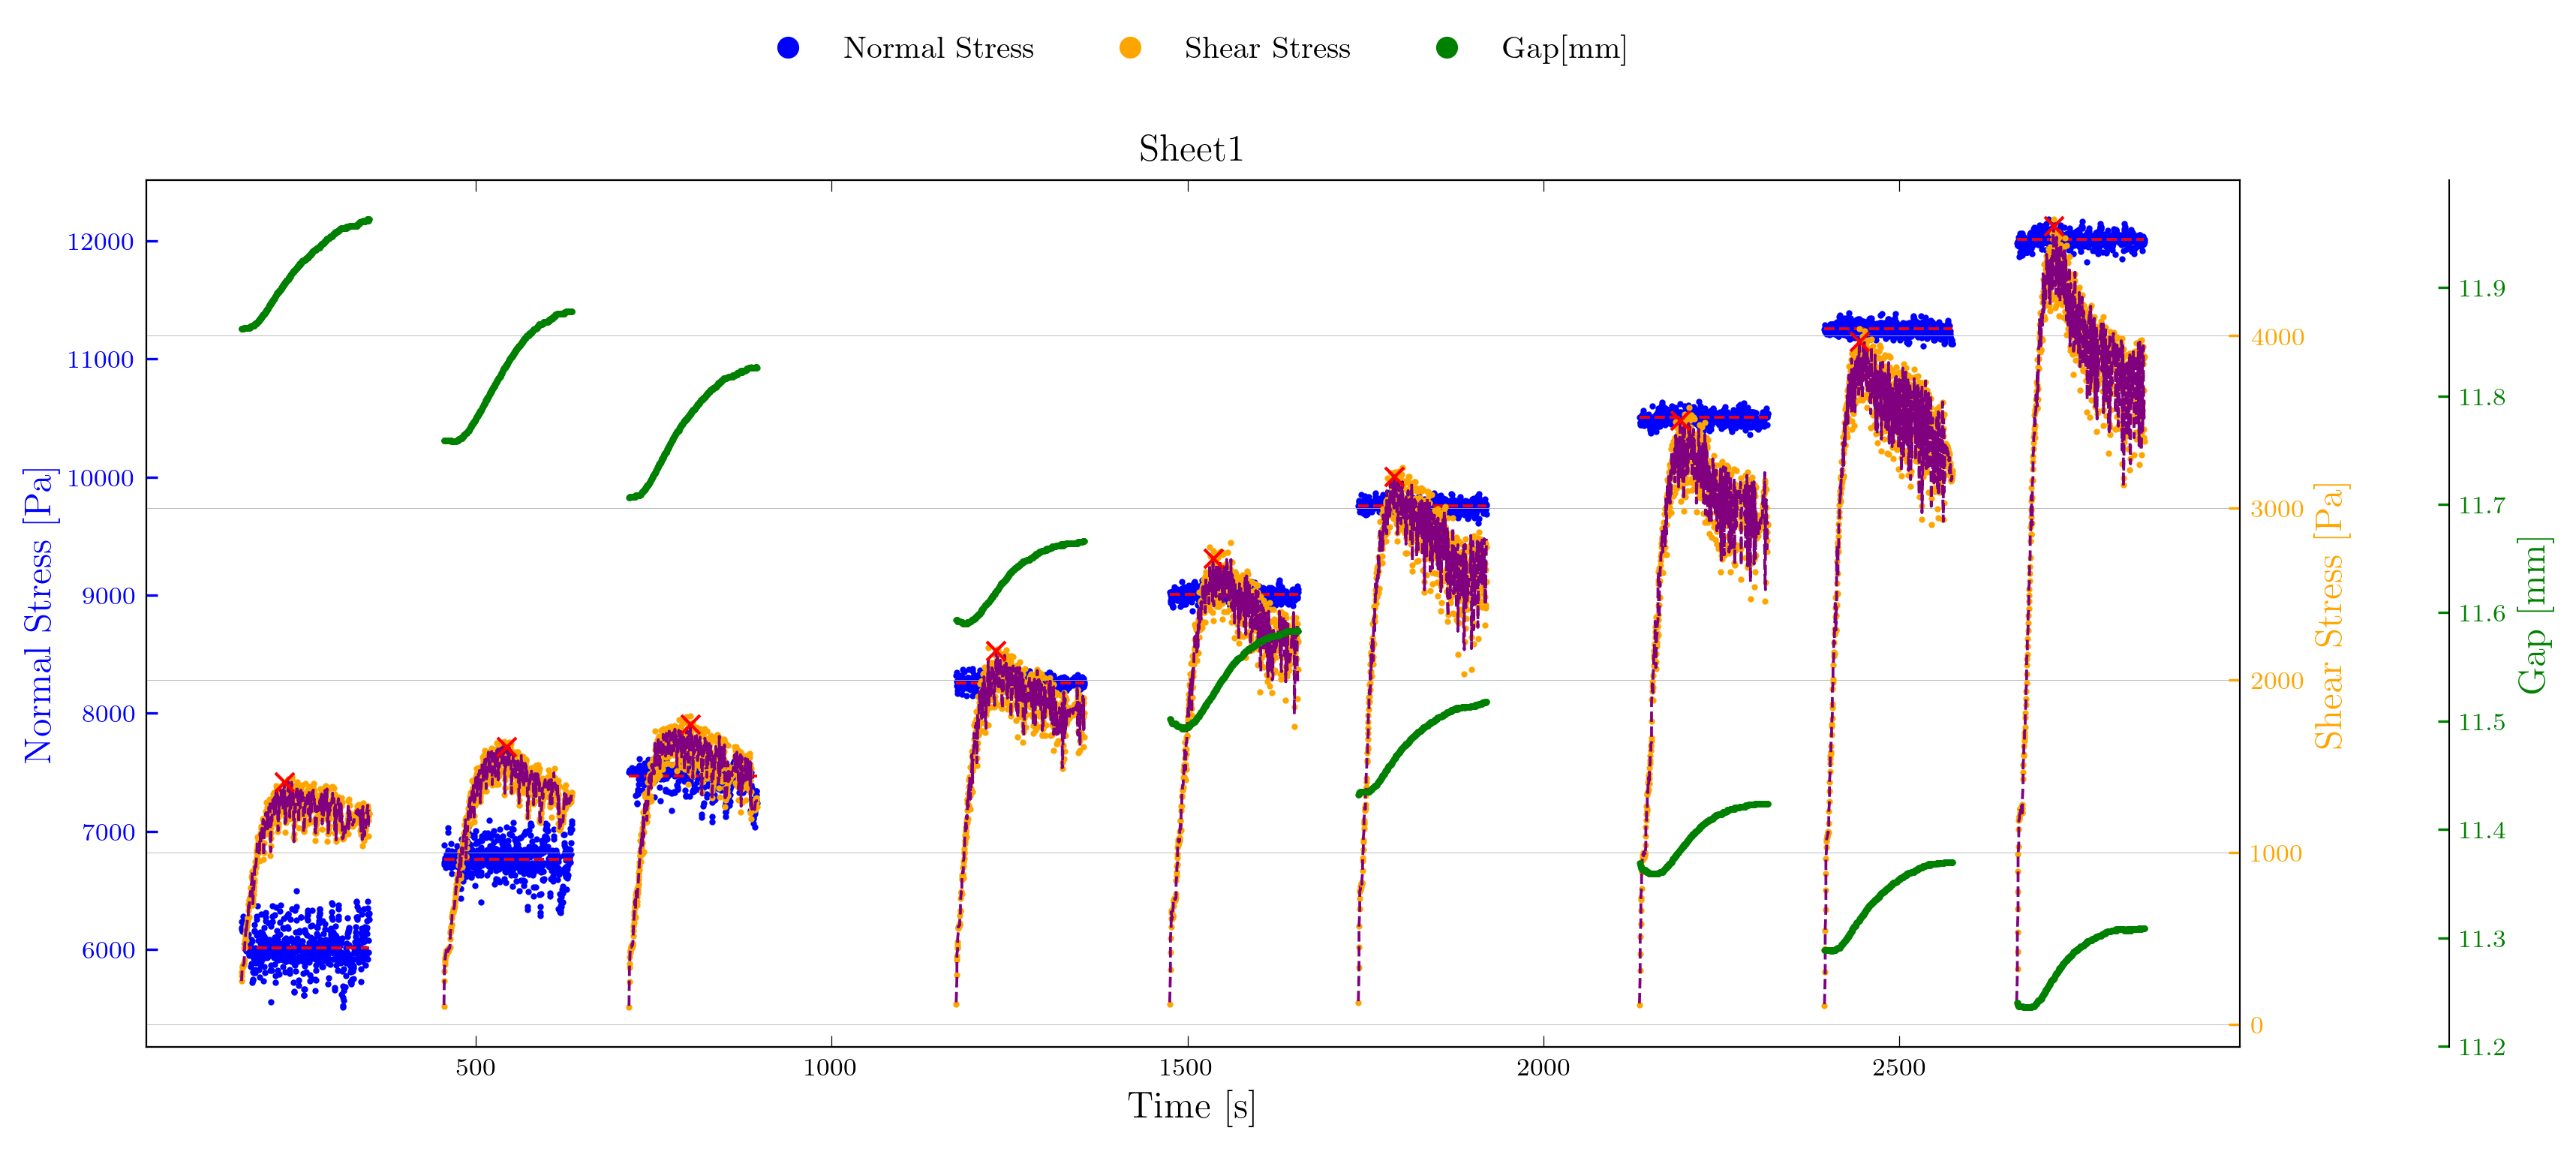 Normal Stress Shear Stress Gap[mm]
Sheet1
Normal Stress [Pa]
12000
11000
10000
9000
8000
7000
6000
500 1000 1500 2000 2500
Time [s]
4000
3000
2000
1000
0
Shear Stress [Pa]
11.9
11.8
11.7
11.6
11.5
11.4
11.3
11.2
Gap [mm]